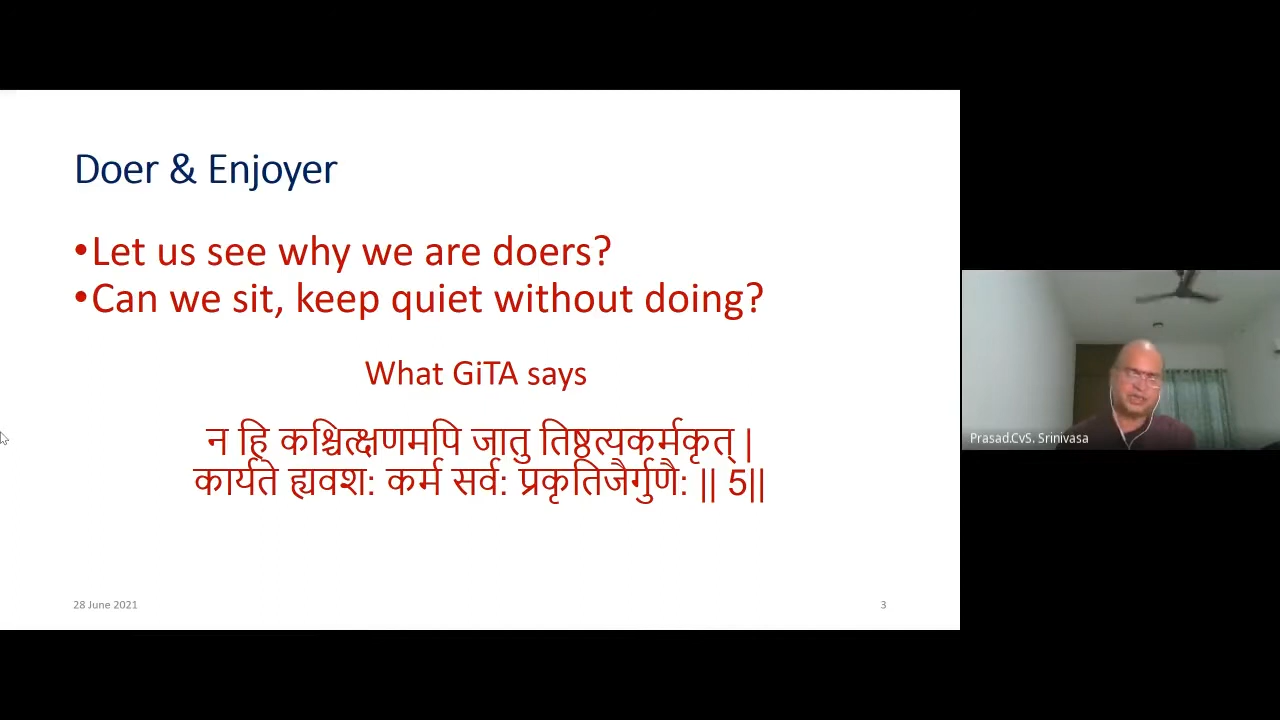 Doer & Enjoyer
•Let us see why we are doers?
•Can we sit, keep quiet without doing?
What GiTA says
न हि कश्चित्क्षणमपि जातु तिष्ठत्यकर्मकृत् |
कार्यते ह्यवश: कर्म सर्व: प्रकृतिजैर्गुणै: || 5||
28 June 2021
3
Prasad.CvS. Srinivasa